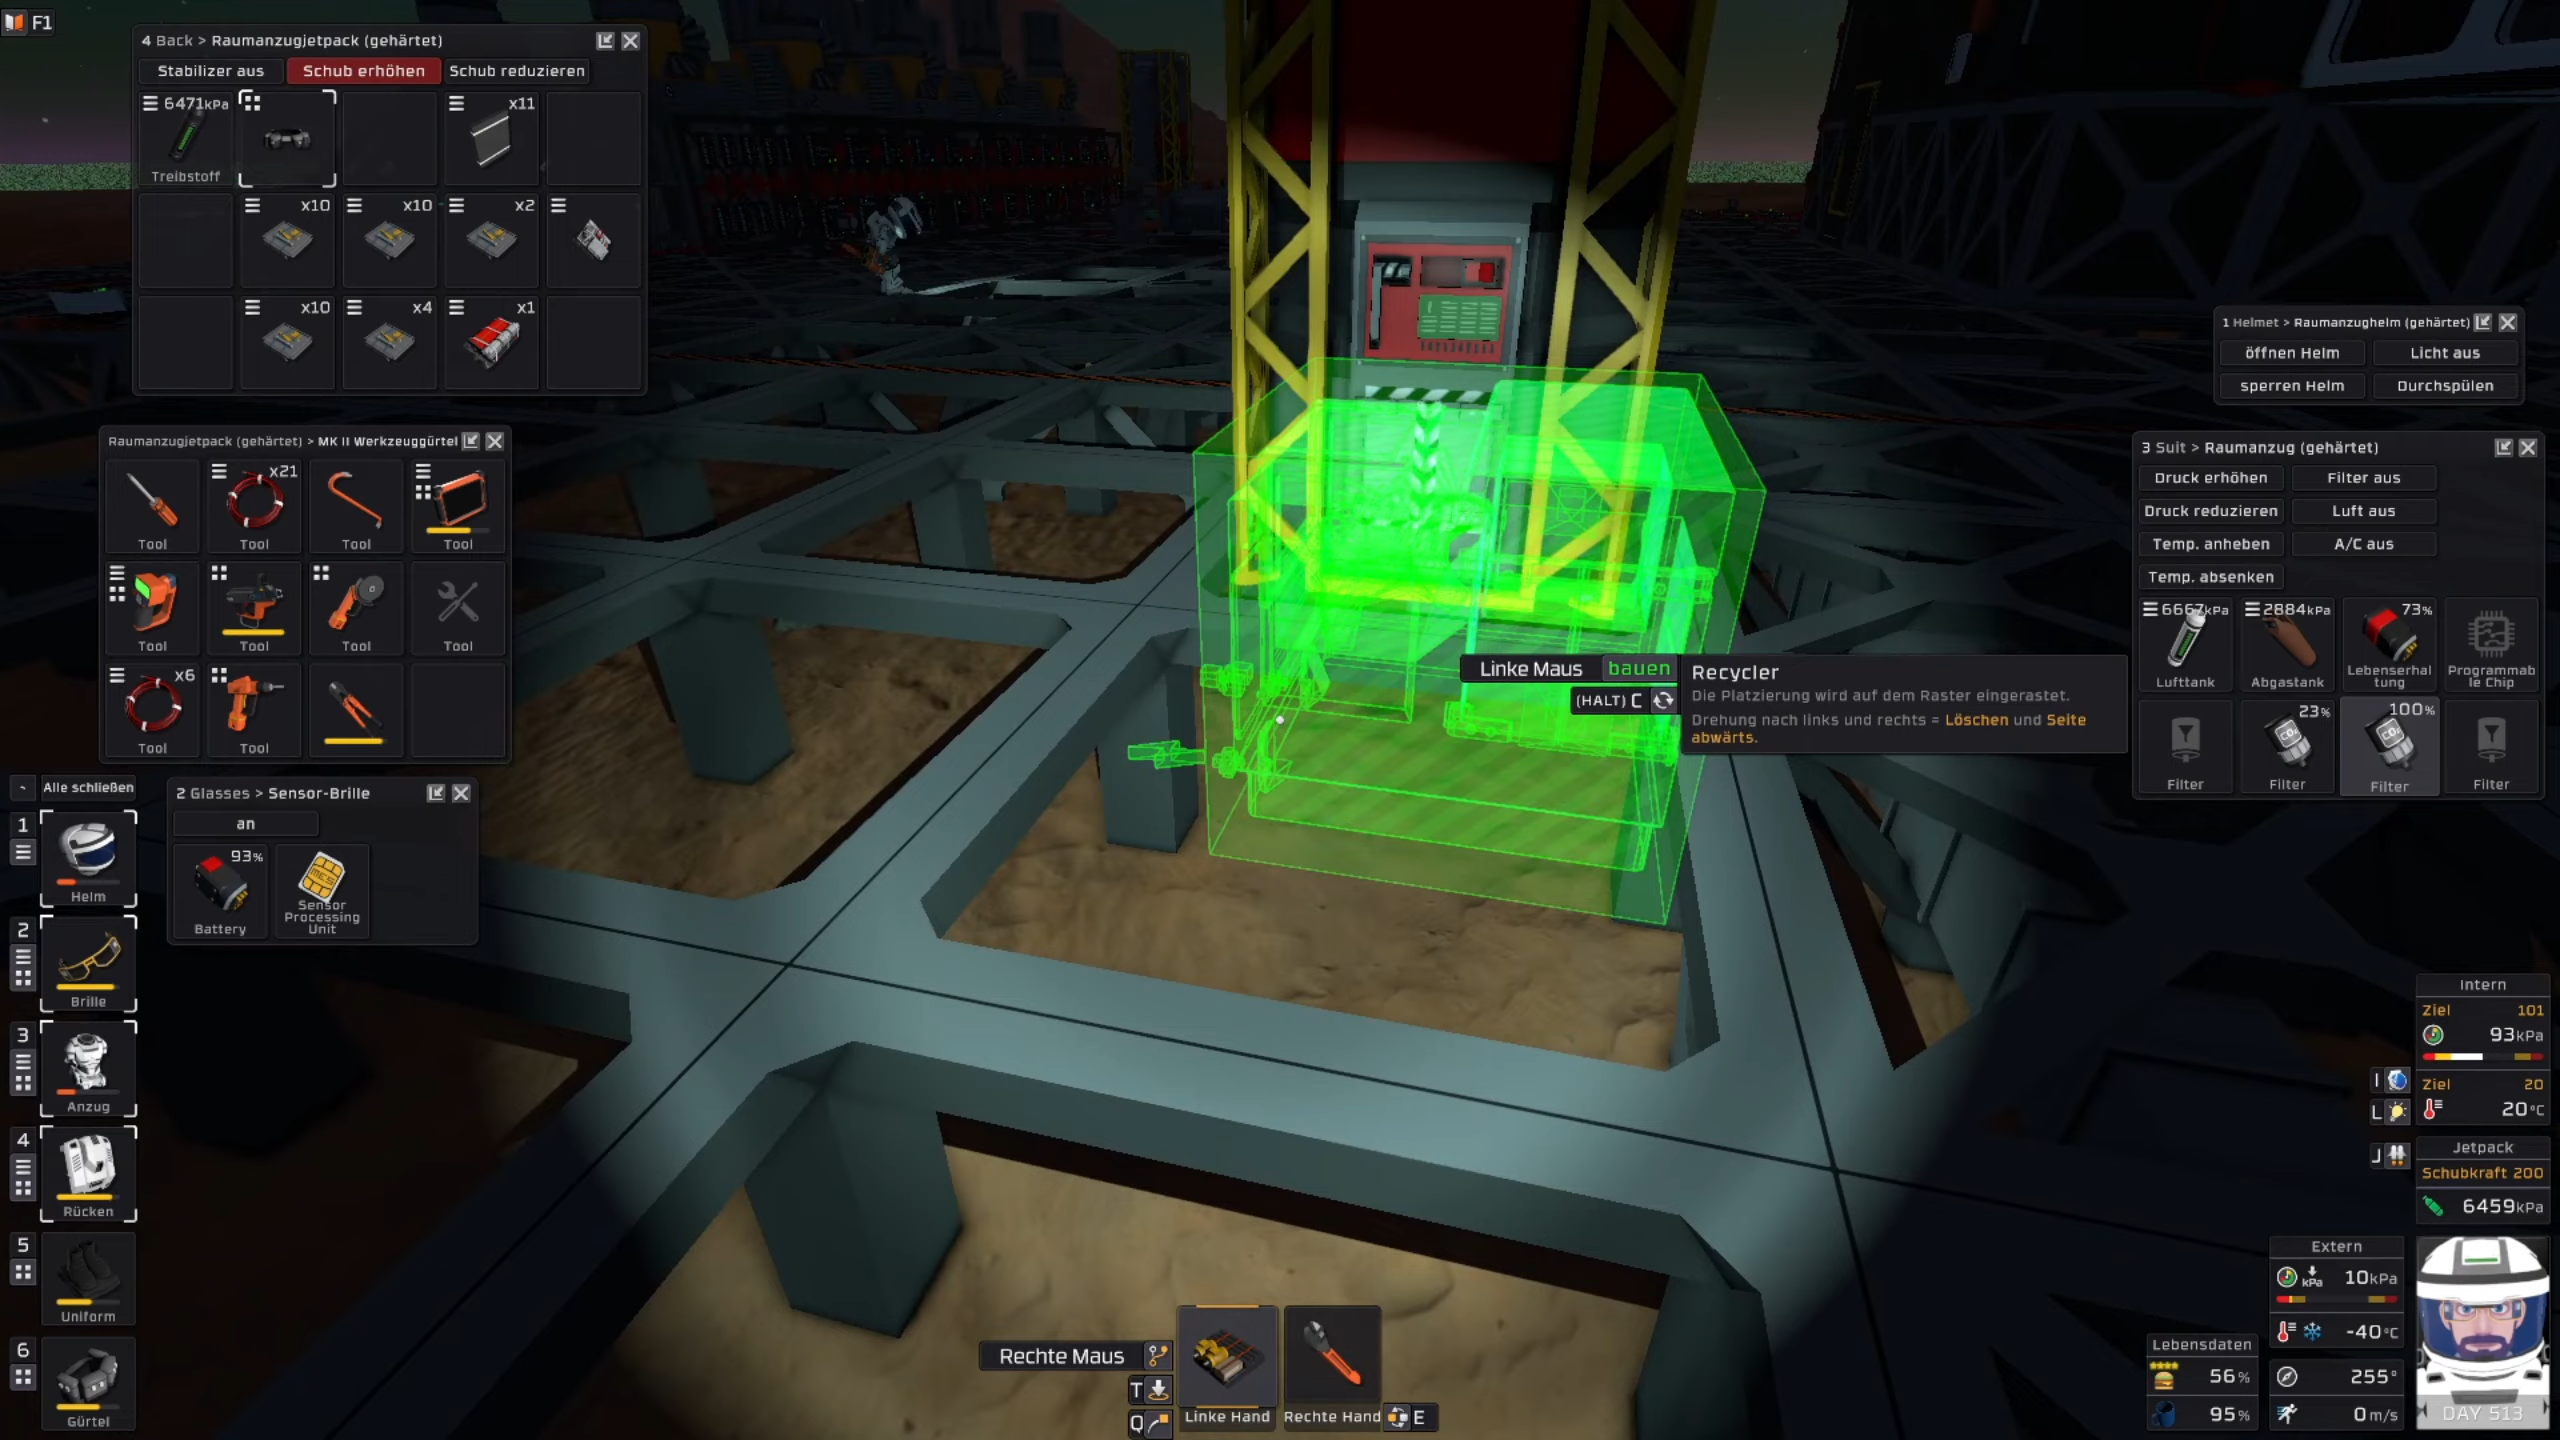 F1
4 Back > Raumanzugjetpack (gehärtet)
Stabilizer aus
Schub erhöhen
Schub reduzieren
6471kPa
x11
Treibstoff
x10
x10
x2
x10
x4
x1
Raumanzugjetpack (gehärtet) > MK II Werkzeuggürtel
x21
Tool
Tool
Tool
Tool
Tool
Tool
Tool
Tool
x6
Tool
Tool
Alle schließen
2 Glasses > Sensor-Brille
an
93%
Battery
Sensor
Processing
Unit
1
Helm
2
Brille
3
Anzug
4
Rücken
5
Uniform
6
Gürtel
Linke Maus
bauen
(HALT) C
Recycler
Die Platzierung wird auf dem Raster eingerastet.
Drehung nach links und rechts = Löschen und Seite
abwärts.
1 Helmet > Raumanzughelm (gehärtet)
öffnen Helm
Licht aus
sperren Helm
Durchspülen
3 Suit > Raumanzug (gehärtet)
Druck erhöhen
Filter aus
Druck reduzieren
Luft aus
Temp. anheben
A/C aus
Temp. absenken
6667kPa
2884kPa
73%
Lufttank
Abgastank
Lebenserhal
tung
Programmab
le Chip
23%
100%
Filter
Filter
Filter
Filter
Intern
Ziel 101
93kPa
I
Ziel 20
L
20°C
J
Jetpack
Schubkraft 200
6459kPa
Extern
kPa
10kPa
-40°C
Lebensdaten
56%
255°
95%
0m/s
DAY 513
Rechte Maus
T
Q
Linke Hand
Rechte Hand
E